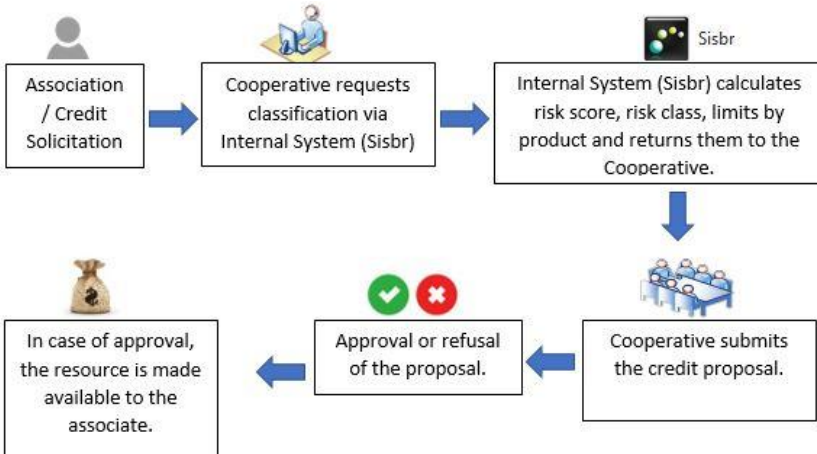 Sisbr
Association
/ Credit
Solicitation
Cooperative requests
classification via
Internal System (Sisbr)
Internal System (Sisbr) calculates
risk score, risk class, limits by
product and returns them to the
Cooperative.
Cooperative submits
the credit proposal.
Approval or refusal
of the proposal.
In case of approval,
the resource is made
available to the
associate.